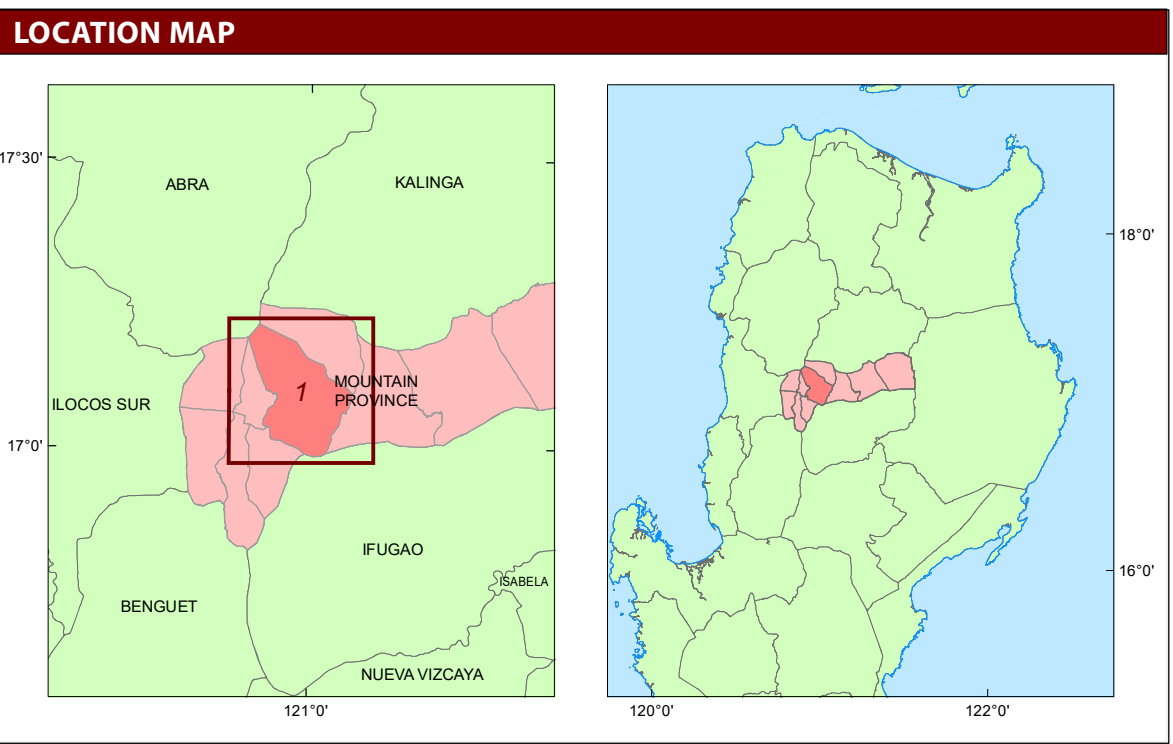 LOCATION MAP
17°30'
ABRA
KALINGA
1
MOUNTAIN
PROVINCE
ILOCOS SUR
17°0'
IFUGAO
ISABELA
BENGUET
NUEVA VIZCAYA
121°0'
18°0'
16°0'
120°0'
122°0'